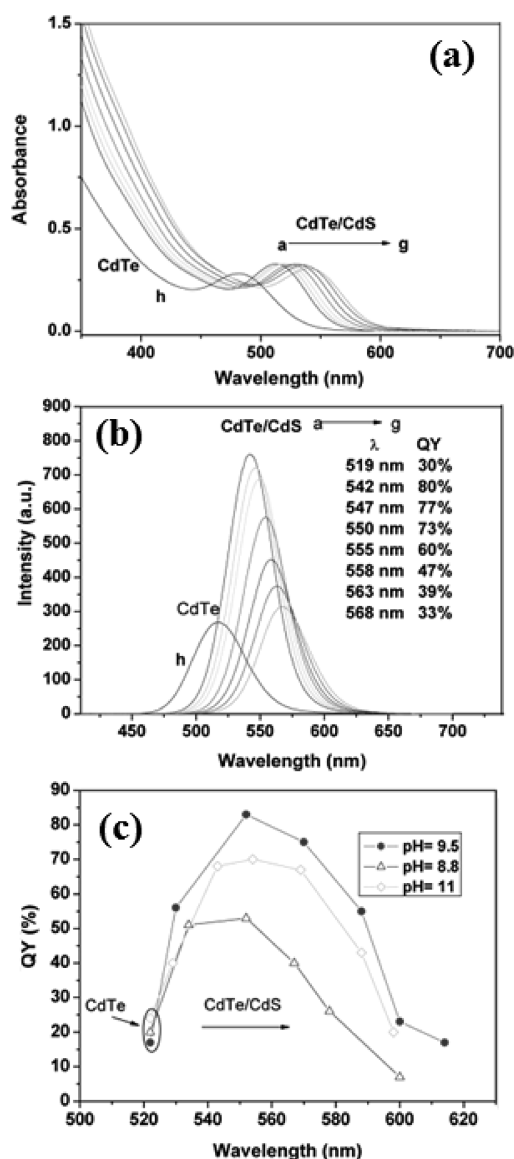 (a)
1.5
1.0
0.5
0.0
Absorbance
CdTe/CdS
a g
CdTe
h
400 500 600 700
Wavelength (nm)
(b)
900
800
700
600
500
400
300
200
100
0
Intensity (a.u.)
CdTe/CdS a g
λ QY
519 nm 30%
542 nm 80%
547 nm 77%
550 nm 73%
555 nm 60%
558 nm 47%
563 nm 39%
568 nm 33%
CdTe
h
450 500 550 600 650 700
Wavelength (nm)
(c)
90
80
70
60
50
40
30
20
10
0
QY (%)
pH= 9.5
pH= 8.8
pH= 11
CdTe
CdTe/CdS
500 520 540 560 580 600 620
Wavelength (nm)